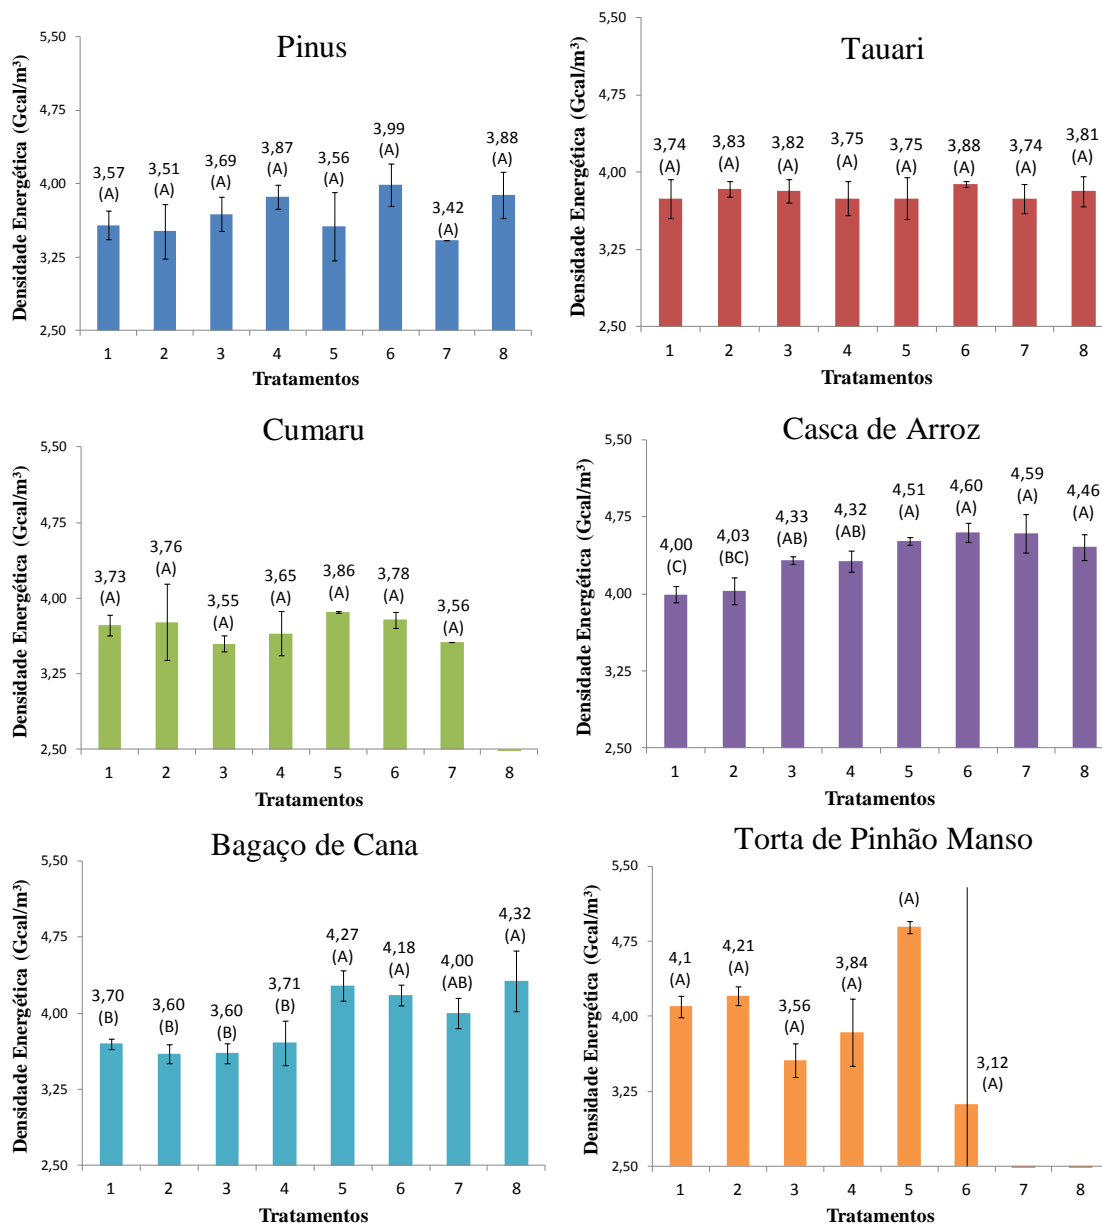 Pinus
Densidade Energética (Gcal/m³)
5,50
4,75
4,00
3,25
2,50
3,57
(A)
3,51
(A)
3,69
(A)
3,87
(A)
3,56
(A)
3,99
(A)
3,42
(A)
3,88
(A)
1 2 3 4 5 6 7 8
Tratamentos
Tauari
Densidade Energética (Gcal/m³)
5,50
4,75
4,00
3,25
2,50
3,74
(A)
3,83
(A)
3,82
(A)
3,75
(A)
3,75
(A)
3,88
(A)
3,74
(A)
3,81
(A)
1 2 3 4 5 6 7 8
Tratamentos
Cumaru
Densidade Energética (Gcal/m³)
5,50
4,75
4,00
3,25
2,50
3,73
(A)
3,76
(A)
3,55
(A)
3,65
(A)
3,86
(A)
3,78
(A)
3,56
(A)
1 2 3 4 5 6 7 8
Tratamentos
Casca de Arroz
Densidade Energética (Gcal/m³)
5,50
4,75
4,00
3,25
2,50
4,00
(C)
4,03
(BC)
4,33
(AB)
4,32
(AB)
4,51
(A)
4,60
(A)
4,59
(A)
4,46
(A)
1 2 3 4 5 6 7 8
Tratamentos
Bagaço de Cana
Densidade Energética (Gcal/m³)
5,50
4,75
4,00
3,25
2,50
3,70
(B)
3,60
(B)
3,60
(B)
3,71
(B)
4,27
(A)
4,18
(A)
4,00
(AB)
4,32
(A)
1 2 3 4 5 6 7 8
Tratamentos
Torta de Pinhão Manso
Densidade Energética (Gcal/m³)
5,50
4,75
4,00
3,25
2,50
4,1
(A)
4,21
(A)
3,56
(A)
3,84
(A)
(A)
3,12
(A)
1 2 3 4 5 6 7 8
Tratamentos